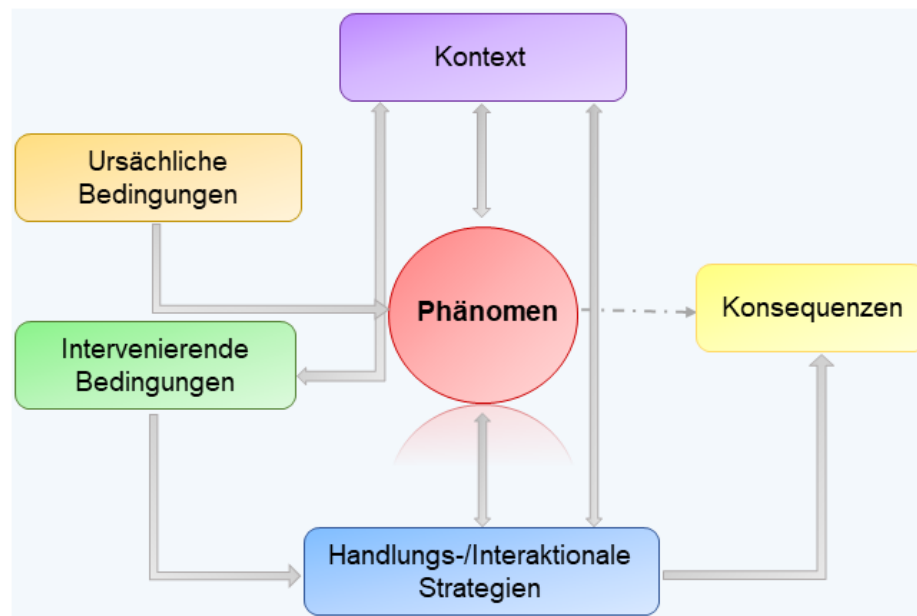 Kontext
Ursächliche
Bedingungen
Phänomen
Konsequenzen
Intervenierende
Bedingungen
Handlungs-/Interaktionale
Strategien